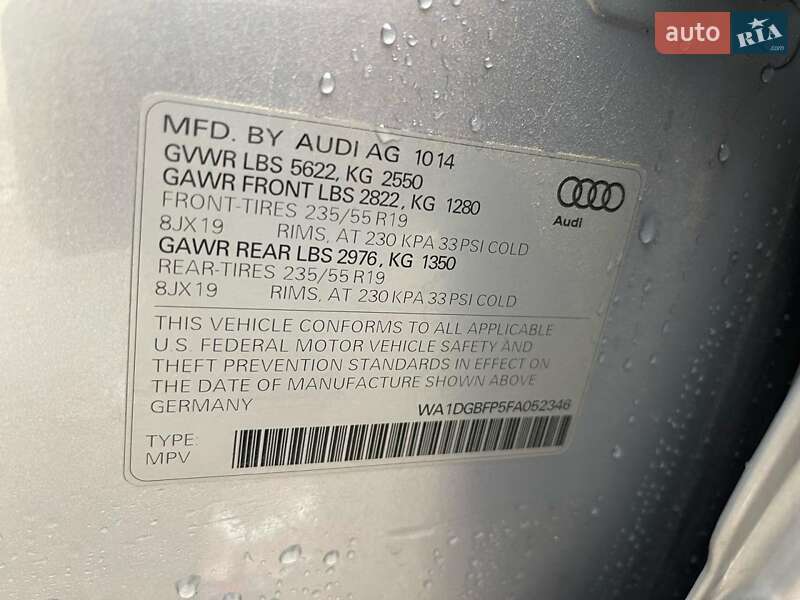 auto RIA
MFD. BY AUDI AG 1014
GVWR LBS 5622, KG 2550
GAWR FRONT LBS 2822, KG 1280
FRONT-TIRES 235/55 R19
8JX19 RIMS, AT 230 KPA 33 PSI COLD
GAWR REAR LBS 2976, KG 1350
REAR-TIRES 235/55 R19
8JX19 RIMS, AT 230 KPA 33 PSI COLD
Audi
THIS VEHICLE CONFORMS TO ALL APPLICABLE
U.S. FEDERAL MOTOR VEHICLE SAFETY AND
THEFT PREVENTION STANDARDS IN EFFECT ON
THE DATE OF MANUFACTURE SHOWN ABOVE
GERMANY WA1DGBFP5FA052346
TYPE:
MPV